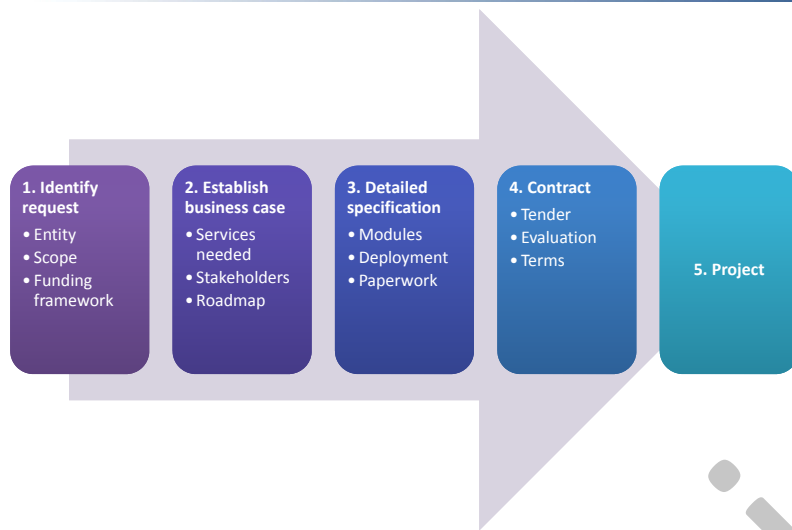 1. Identify
request
• Entity
• Scope
• Funding
framework
2. Establish
business case
• Services
needed
• Stakeholders
• Roadmap
3. Detailed
specification
• Modules
• Deployment
• Paperwork
4. Contract
• Tender
• Evaluation
• Terms
5. Project